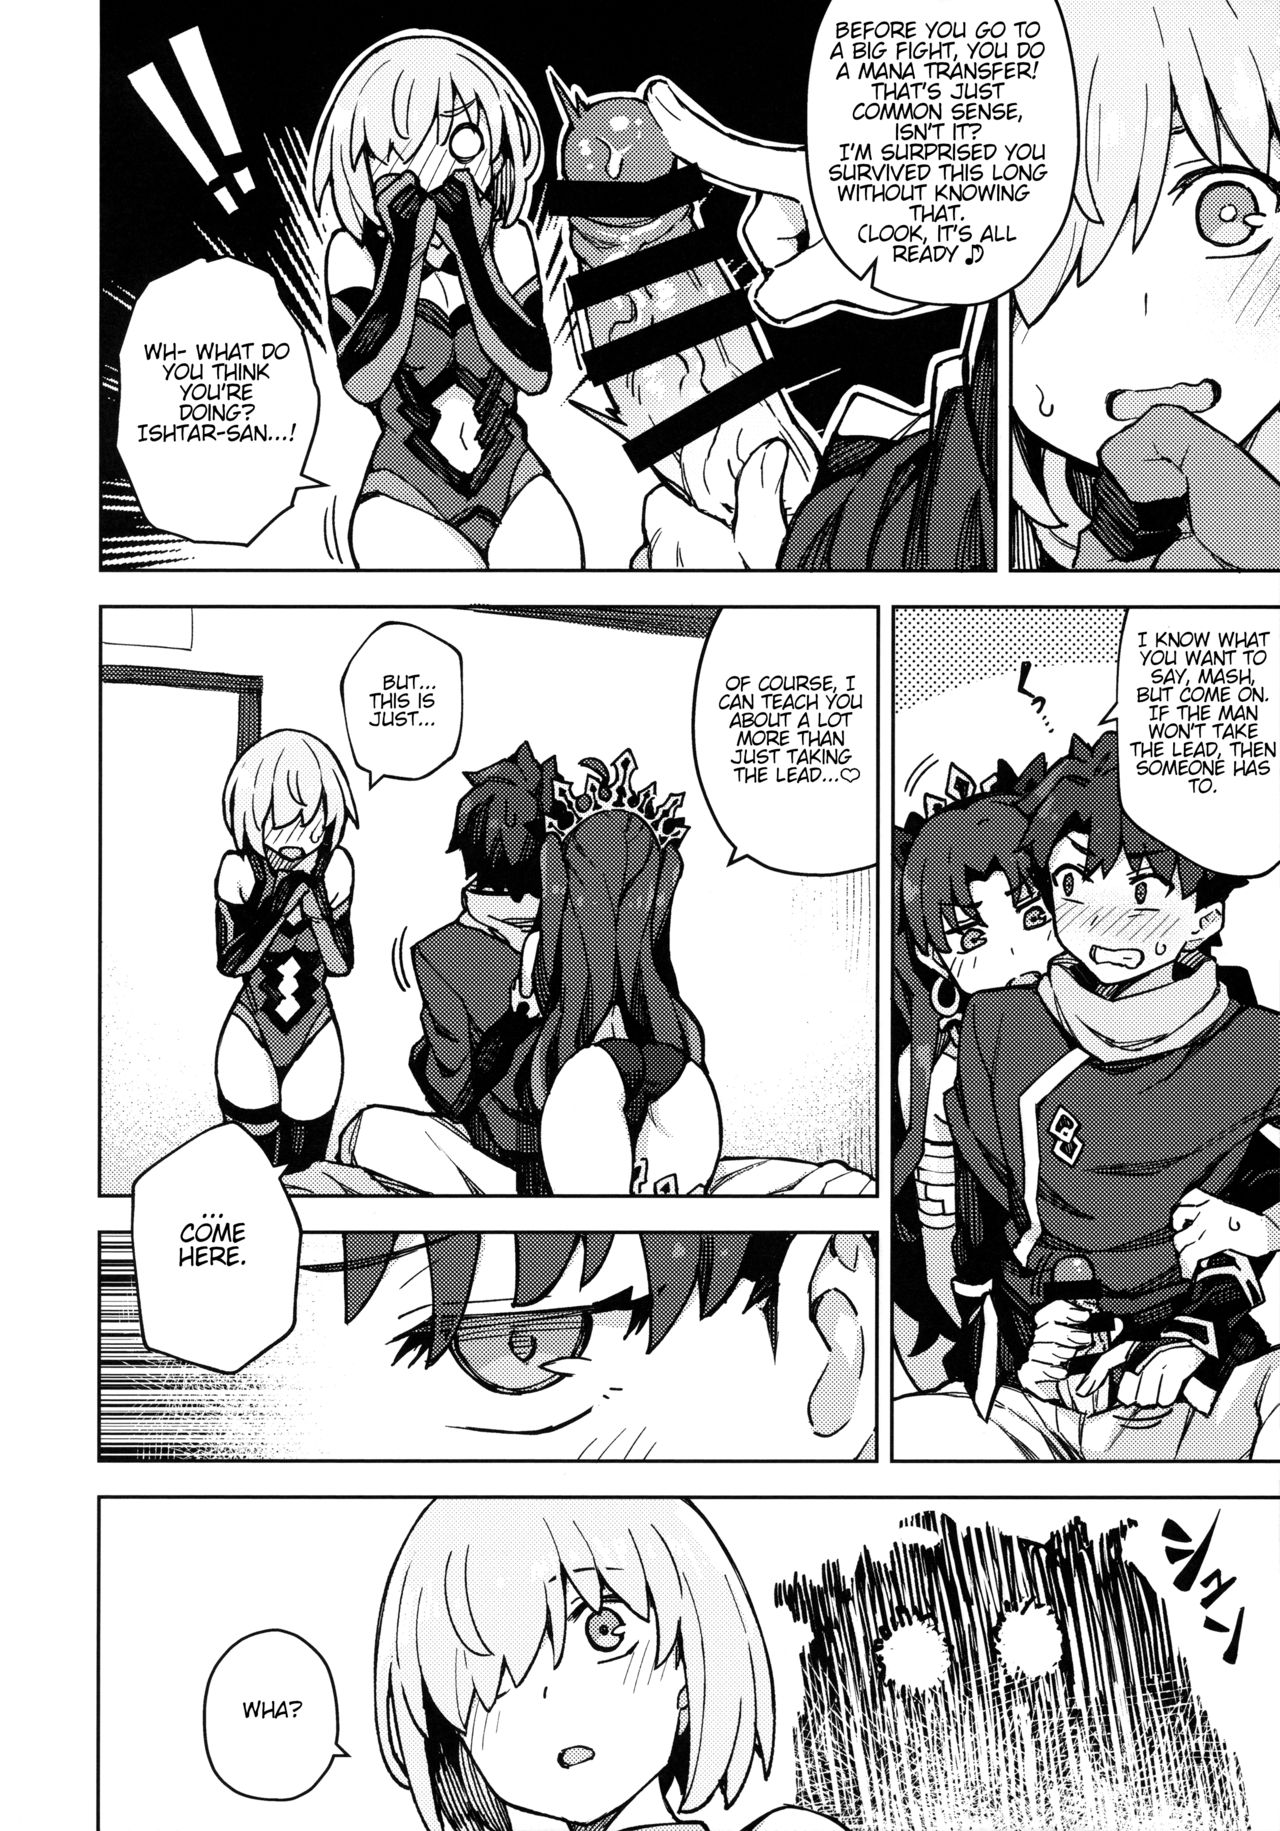 BEFORE YOU GO TO
A BIG FIGHT, YOU DO
A MANA TRANSFER!
THAT'S JUST
COMMON SENSE,
ISN'T IT?
I'M SURPRISED YOU
SURVIVED THIS LONG
WITHOUT KNOWING
THAT.
(LOOK, IT'S ALL
READY ♪)
!!
WH- WHAT DO
YOU THINK
YOU'RE
DOING?
ISHTAR-SAN...!
I KNOW WHAT
YOU WANT TO
SAY, MASH,
BUT COME ON.
IF THE MAN
WON'T TAKE
THE LEAD, THEN
SOMEONE HAS
TO.
OF COURSE, I
CAN TEACH YOU
ABOUT A LOT
MORE THAN
JUST TAKING
THE LEAD...♡
BUT...
THIS IS
JUST...
...
COME
HERE.
WHA?